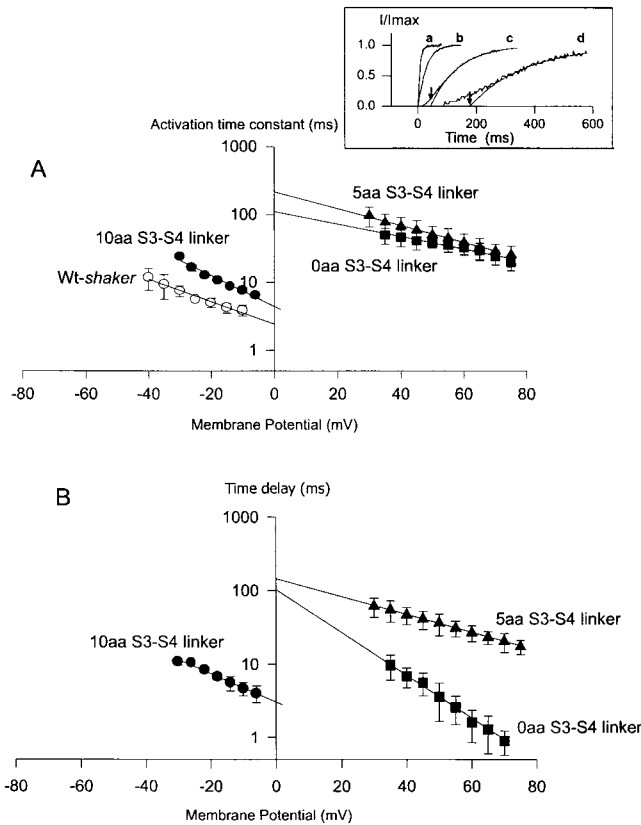 I/Imax
a b c d
1.0
0.5
0.0
0 200 400 600
Time (ms)
A
Activation time constant (ms)
1000
100
10
1
5aa S3-S4 linker
10aa S3-S4 linker
0aa S3-S4 linker
Wt-shaker
-80 -60 -40 -20 0 20 40 60 80
Membrane Potential (mV)
B
Time delay (ms)
1000
100
10
1
5aa S3-S4 linker
10aa S3-S4 linker
0aa S3-S4 linker
-80 -60 -40 -20 0 20 40 60 80
Membrane Potential (mV)